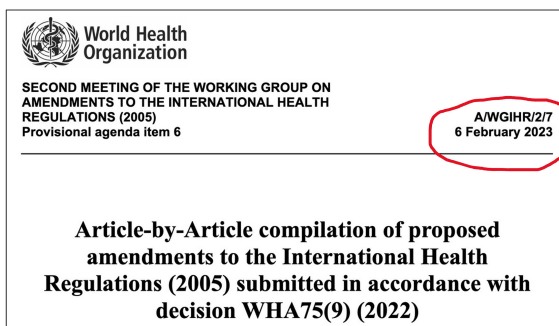 World Health
Organization
SECOND MEETING OF THE WORKING GROUP ON
AMENDMENTS TO THE INTERNATIONAL HEALTH
REGULATIONS (2005)
Provisional agenda item 6
A/WGIHR/2/7
6 February 2023
Article-by-Article compilation of proposed
amendments to the International Health
Regulations (2005) submitted in accordance with
decision WHA75(9) (2022)